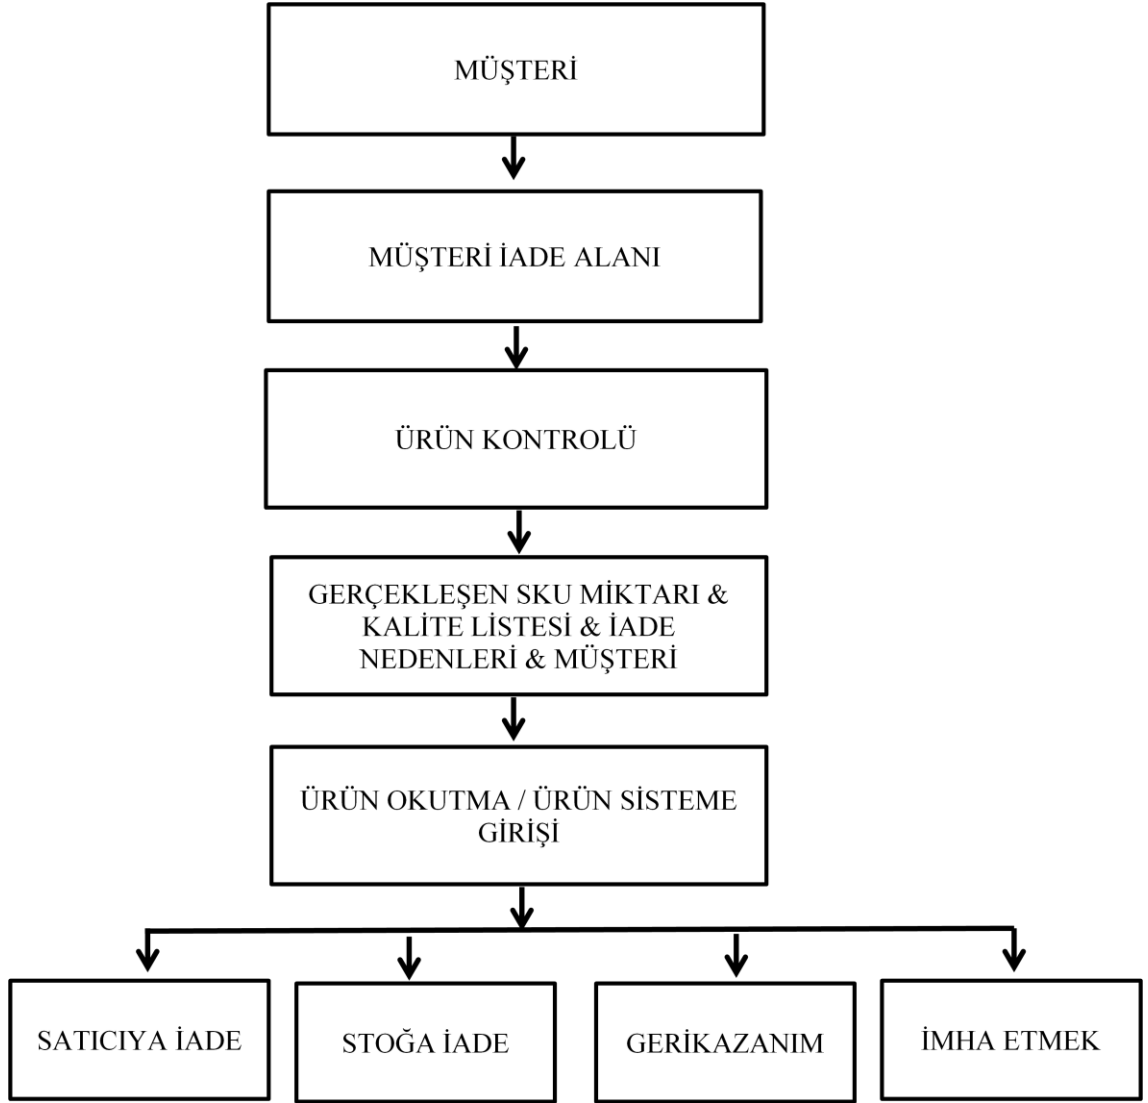 MÜŞTERİ
MÜŞTERİ İADE ALANI
ÜRÜN KONTROLÜ
GERÇEKLEŞEN SKU MİKTARI &
KALİTE LİSTESİ & İADE
NEDENLERİ & MÜŞTERİ
ÜRÜN OKUTMA / ÜRÜN SİSTEME
GİRİŞİ
SATICIYA İADE
STOĞA İADE
GERİKAZANIM
İMHA ETMEK